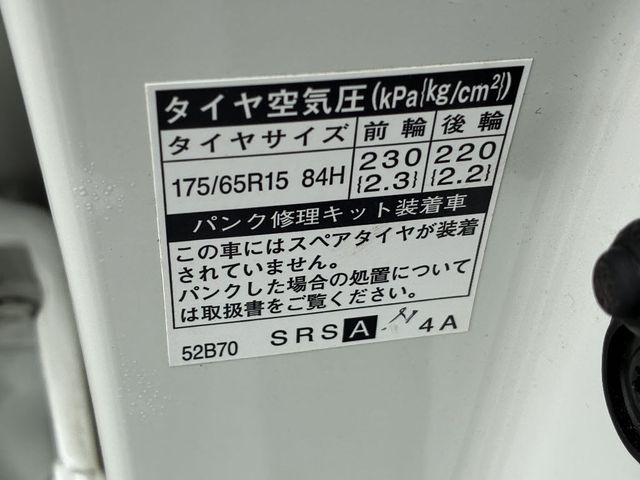 タイヤ空気圧(kPa{kg/cm²})
タイヤサイズ 前輪 後輪
175/65R15 84H 230 {2.3} 220 {2.2}
パンク修理キット装着車
この車にはスペアタイヤが装着
されていません。
パンクした場合の処置について
は取扱書をご覧ください。
52B70 SRS A 4A